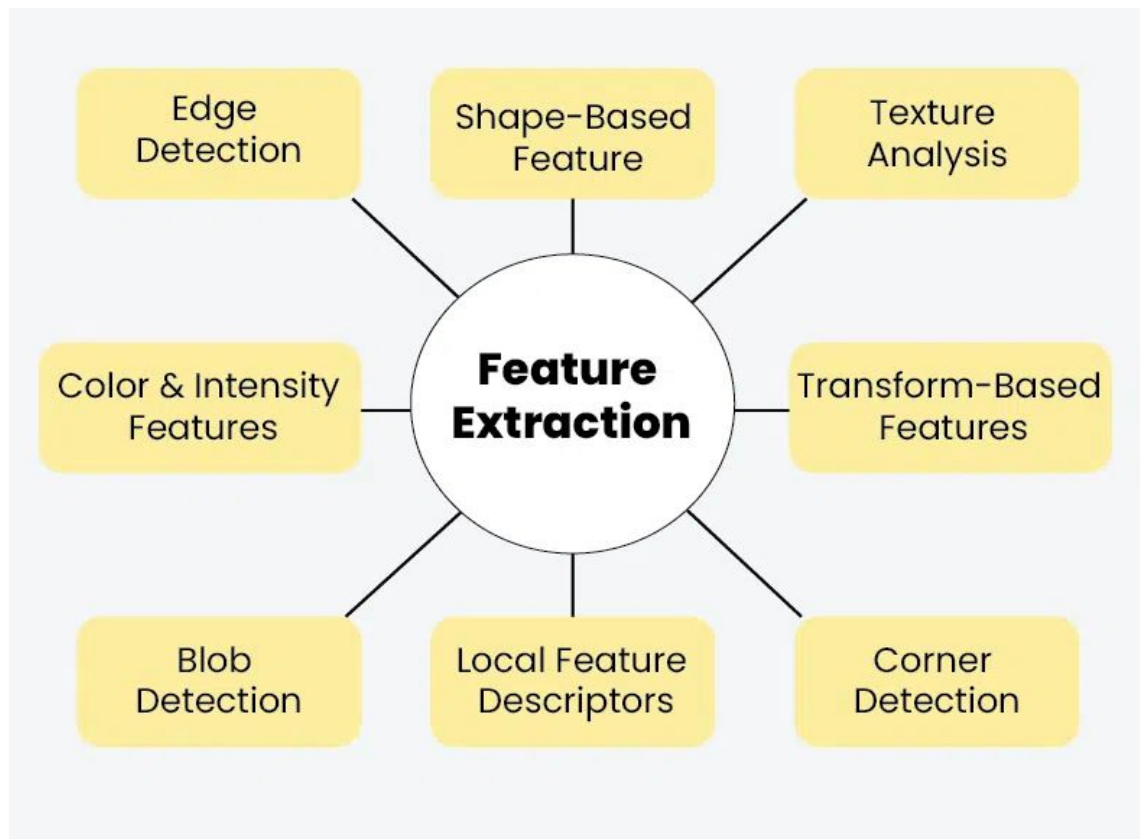 Edge
Detection
Shape-Based
Feature
Texture
Analysis
Color & Intensity
Features
Feature
Extraction
Transform-Based
Features
Blob
Detection
Local Feature
Descriptors
Corner
Detection